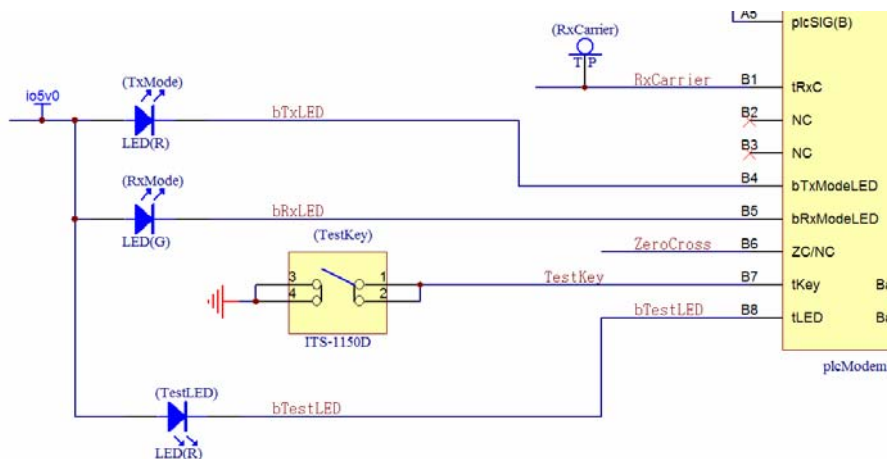 A5
plcSIG(B)
(RxCarrier)
T P
(TxMode)
RxCarrier
B1
tRxC
io5v0
bTxLED
B2
NC
LED(R)
B3
NC
(RxMode)
B4
bTxModeLED
bRxLED
B5
bRxModeLED
LED(G)
(TestKey)
ZeroCross
B6
ZC/NC
3
1
TestKey
B7
tKey
Ba
4
2
bTestLED
B8
tLED
Ba
ITS-1150D
plcModem
(TestLED)
bTestLED
LED(R)